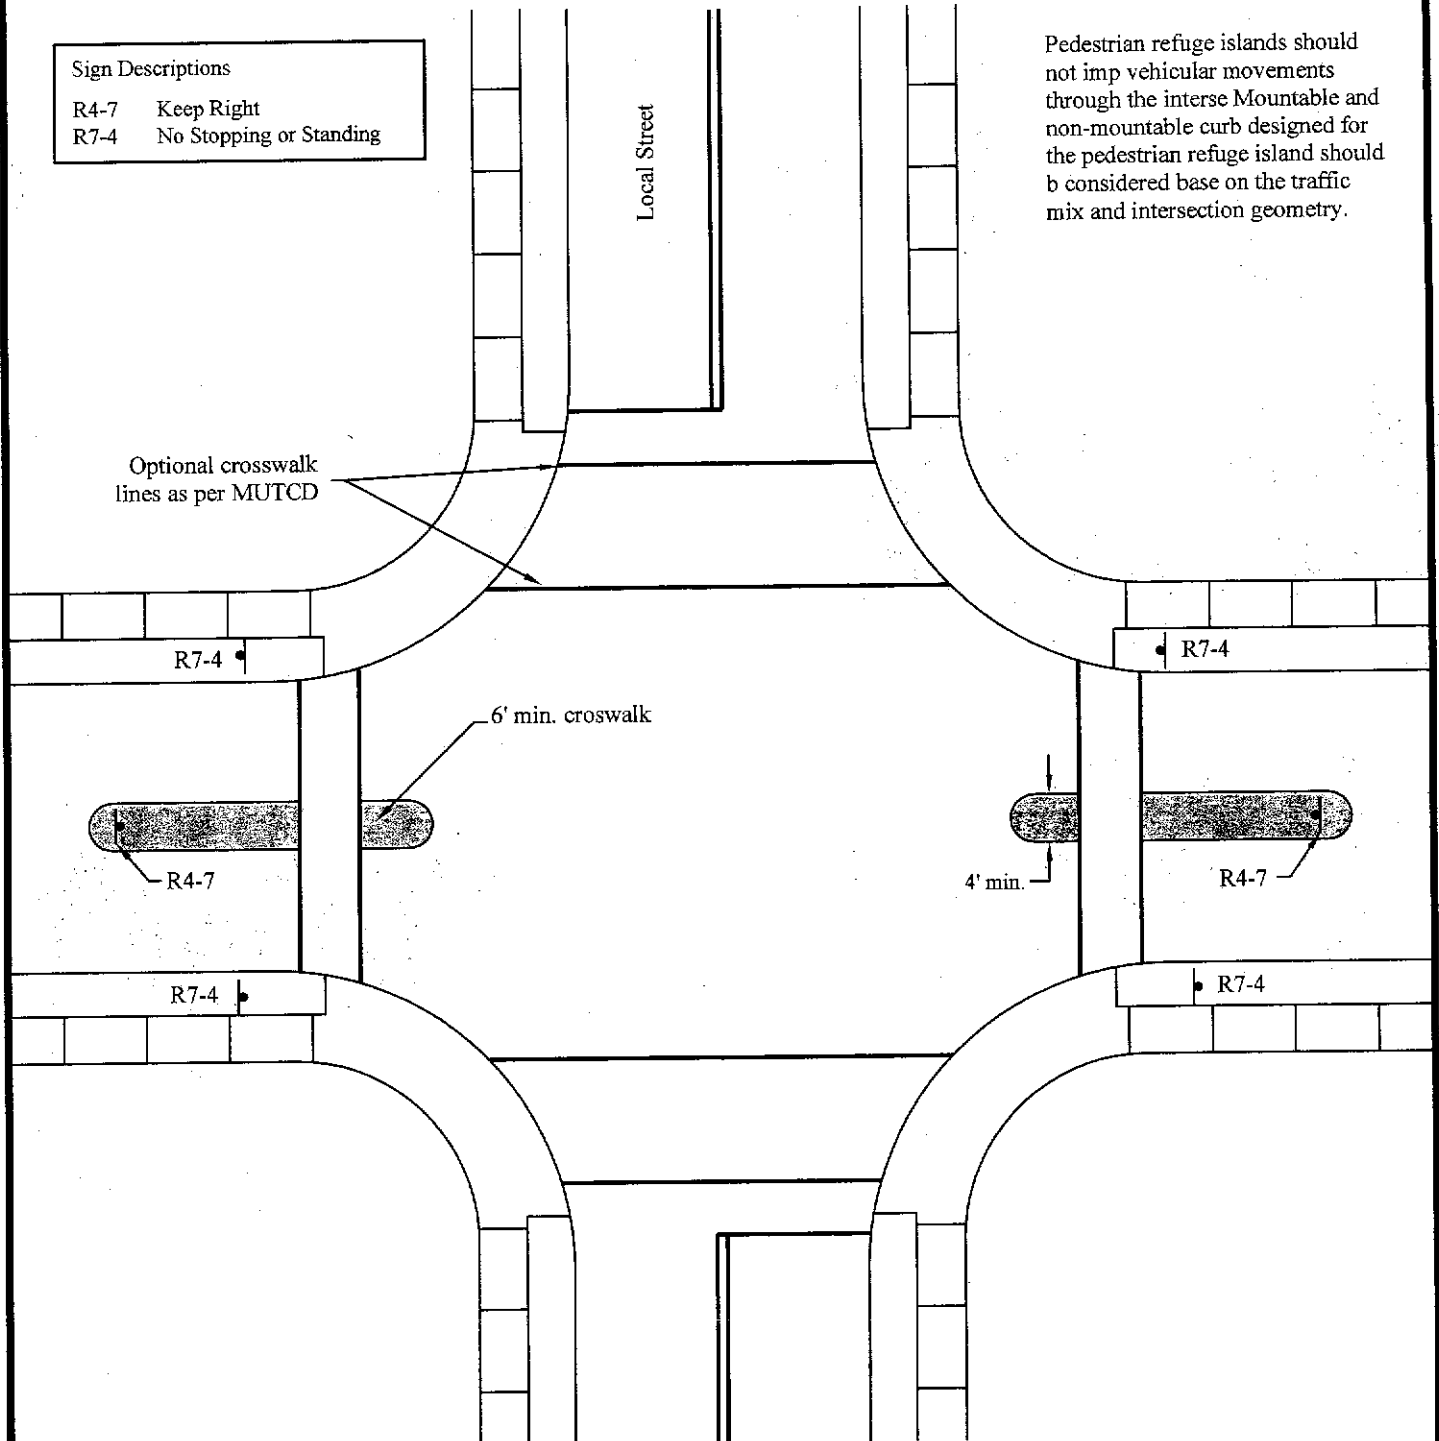 Sign Descriptions
R4-7 Keep Right
R7-4 No Stopping or Standing
Local Street
Pedestrian refuge islands should
not imp vehicular movements
through the interse Mountable and
non-mountable curb designed for
the pedestrian refuge island should
b considered base on the traffic
mix and intersection geometry.
Optional crosswalk
lines as per MUTCD
R7-4
R7-4
6' min. croswalk
R4-7
4' min.
R4-7
R7-4
R7-4